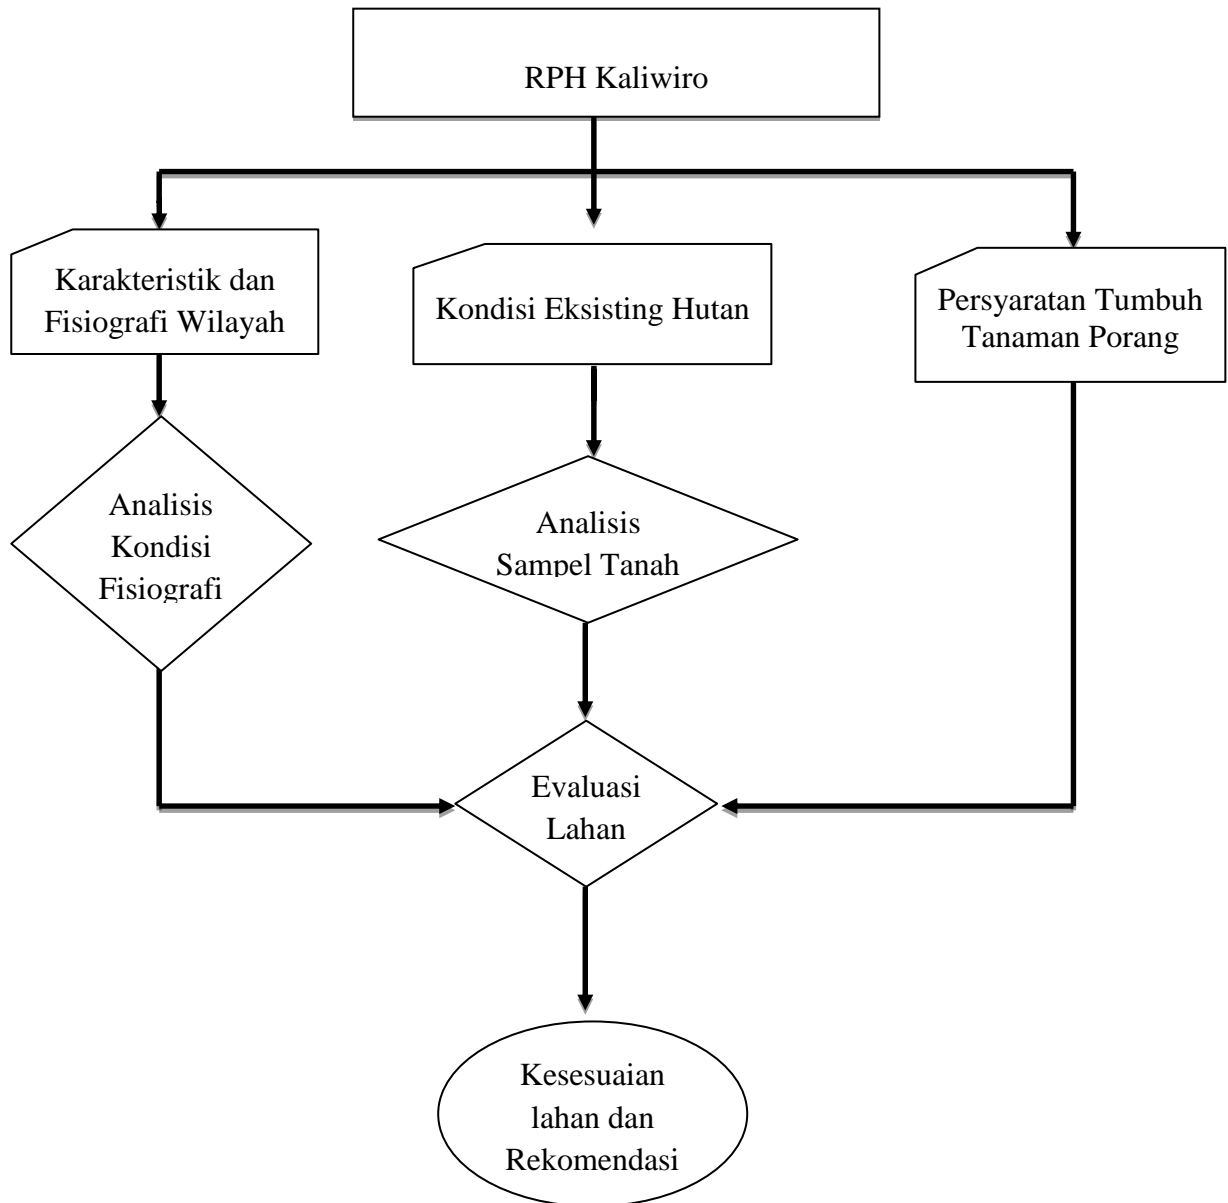 RPH Kaliwiro
Karakteristik dan
Fisiografi Wilayah
Kondisi Eksisting Hutan
Persyaratan Tumbuh
Tanaman Porang
Analisis
Kondisi
Fisiografi
Analisis
Sampel Tanah
Evaluasi
Lahan
Kesesuaian
lahan dan
Rekomendasi